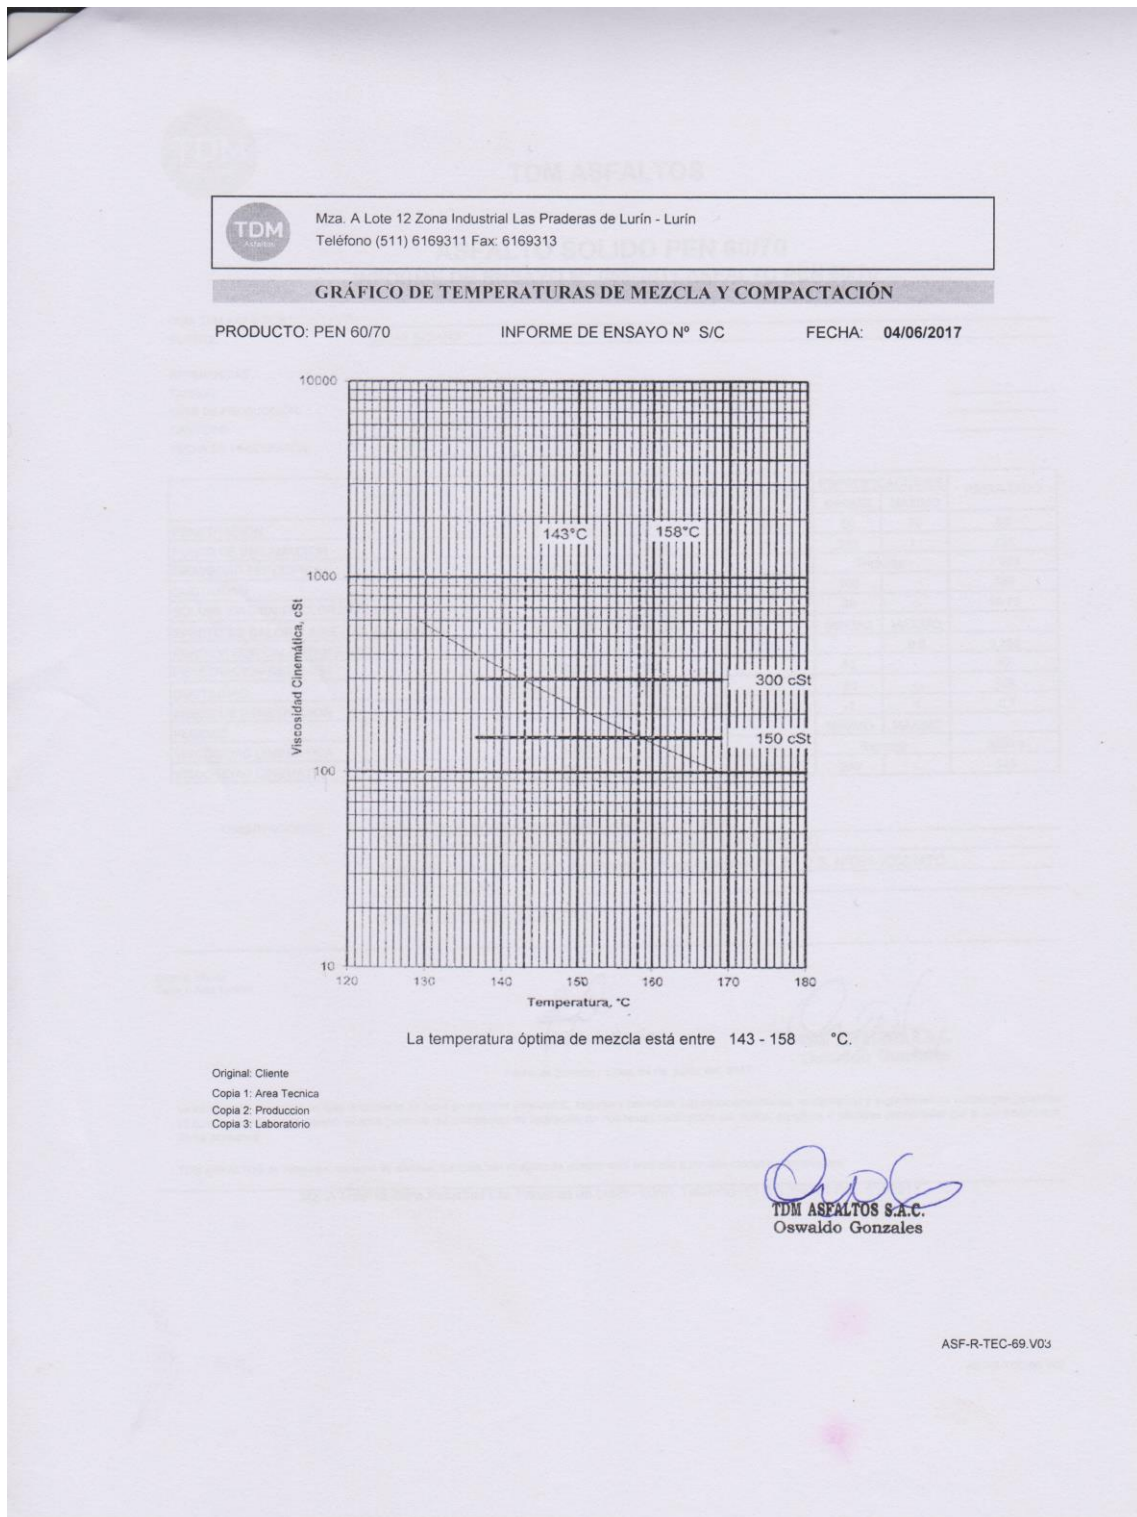 TDM
Asfaltos
Mza. A Lote 12 Zona Industrial Las Praderas de Lurín - Lurín
Teléfono (511) 6169311 Fax: 6169313
GRÁFICO DE TEMPERATURAS DE MEZCLA Y COMPACTACIÓN
PRODUCTO: PEN 60/70 INFORME DE ENSAYO Nº S/C FECHA: 04/06/2017
10000
143°C 158°C
1000
Viscosidad Cinemática, cSt
300 cSt
150 cSt
100
10
120 130 140 150 160 170 180
Temperatura, °C
La temperatura óptima de mezcla está entre 143 - 158 °C.
Original: Cliente
Copia 1: Area Tecnica
Copia 2: Produccion
Copia 3: Laboratorio
TDM ASFALTOS S.A.C.
Oswaldo Gonzales
ASF-R-TEC-69.V03